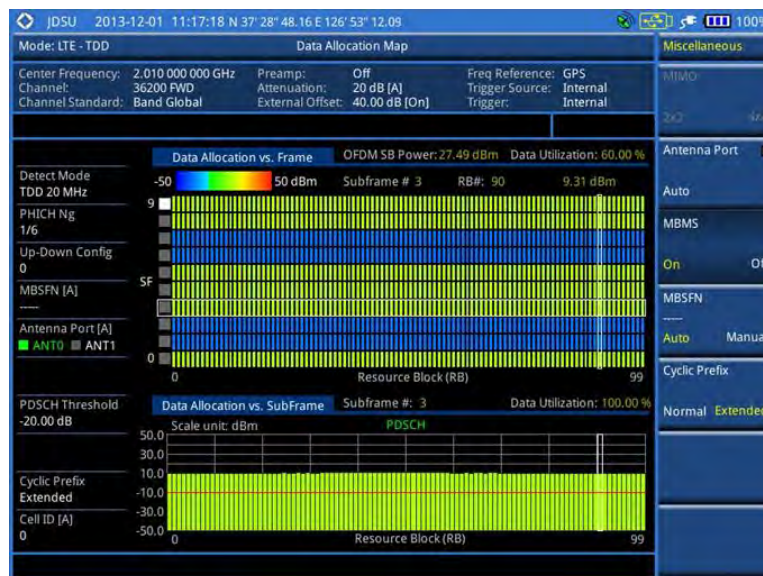 JDSU 2013-12-01 11:17:18 N 37' 28" 48.16 E 126' 53" 12.09 100%
Mode: LTE - TDD Data Allocation Map Miscellaneous
Center Frequency: 2.010 000 000 GHz Preamp: Off Freq Reference: GPS
Channel: 36200 FWD Attenuation: 20 dB [A] Trigger Source: Internal
Channel Standard: Band Global External Offset: 40.00 dB [On] Trigger: Internal
MIMO
2x2 4x
Data Allocation vs. Frame OFDM SB Power: 27.49 dBm Data Utilization: 60.00 %
Antenna Port
Auto
Detect Mode
TDD 20 MHz
-50 50 dBm Subframe # 3 RB#: 90 9.31 dBm
PHICH Ng
1/6
9
MBMS
On Of
Up-Down Config
0
SF
MBSFN [A]
-----
MBSFN
-----
Auto Manua
Antenna Port [A]
ANT0 ANT1
0
0 Resource Block (RB) 99
Cyclic Prefix
Normal Extended
PDSCH Threshold
-20.00 dB
Data Allocation vs. SubFrame Subframe #: 3 Data Utilization: 100.00 %
Scale unit: dBm PDSCH
50.0
30.0
10.0
-10.0
-30.0
-50.0
Cyclic Prefix
Extended
Cell ID [A]
0
0 Resource Block (RB) 99